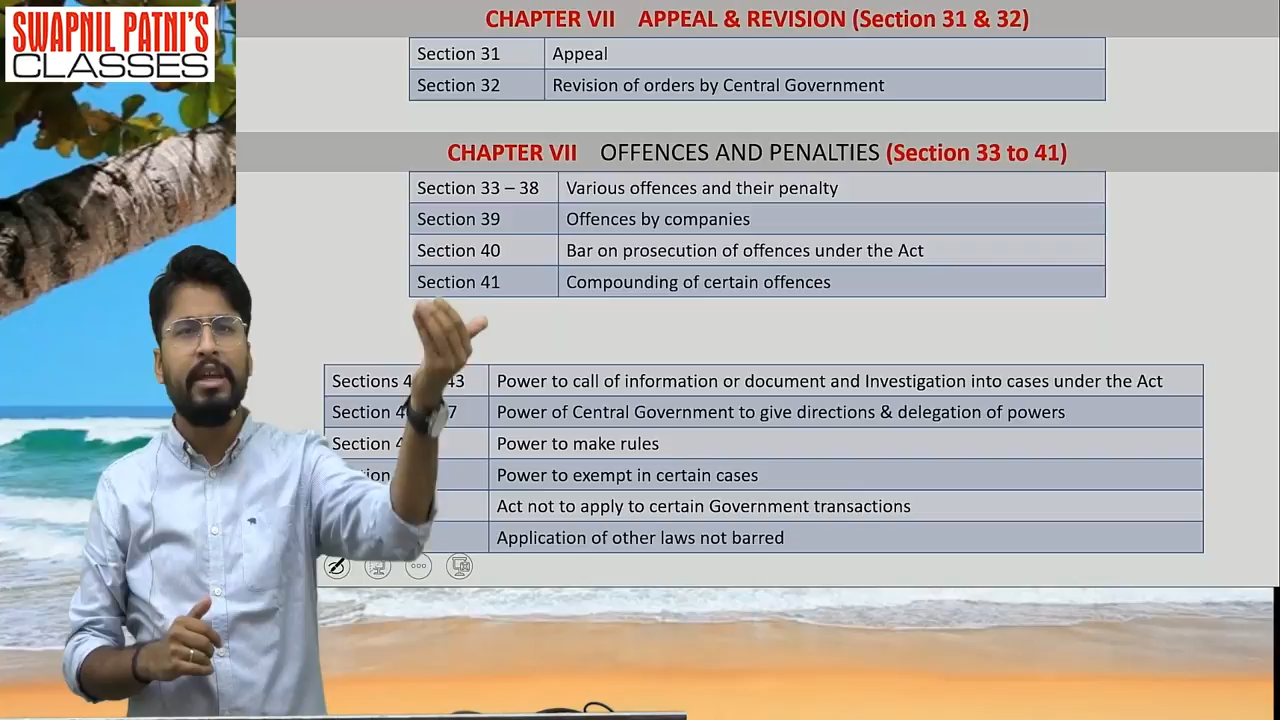 SWAPNIL PATNI'S
CLASSES
CHAPTER VII APPEAL & REVISION (Section 31 & 32)
Section 31 Appeal
Section 32 Revision of orders by Central Government
CHAPTER VII OFFENCES AND PENALTIES (Section 33 to 41)
Section 33 – 38 Various offences and their penalty
Section 39 Offences by companies
Section 40 Bar on prosecution of offences under the Act
Section 41 Compounding of certain offences
Sections 43 Power to call of information or document and Investigation into cases under the Act
Section Power of Central Government to give directions & delegation of powers
Section Power to make rules
Power to exempt in certain cases
Act not to apply to certain Government transactions
Application of other laws not barred